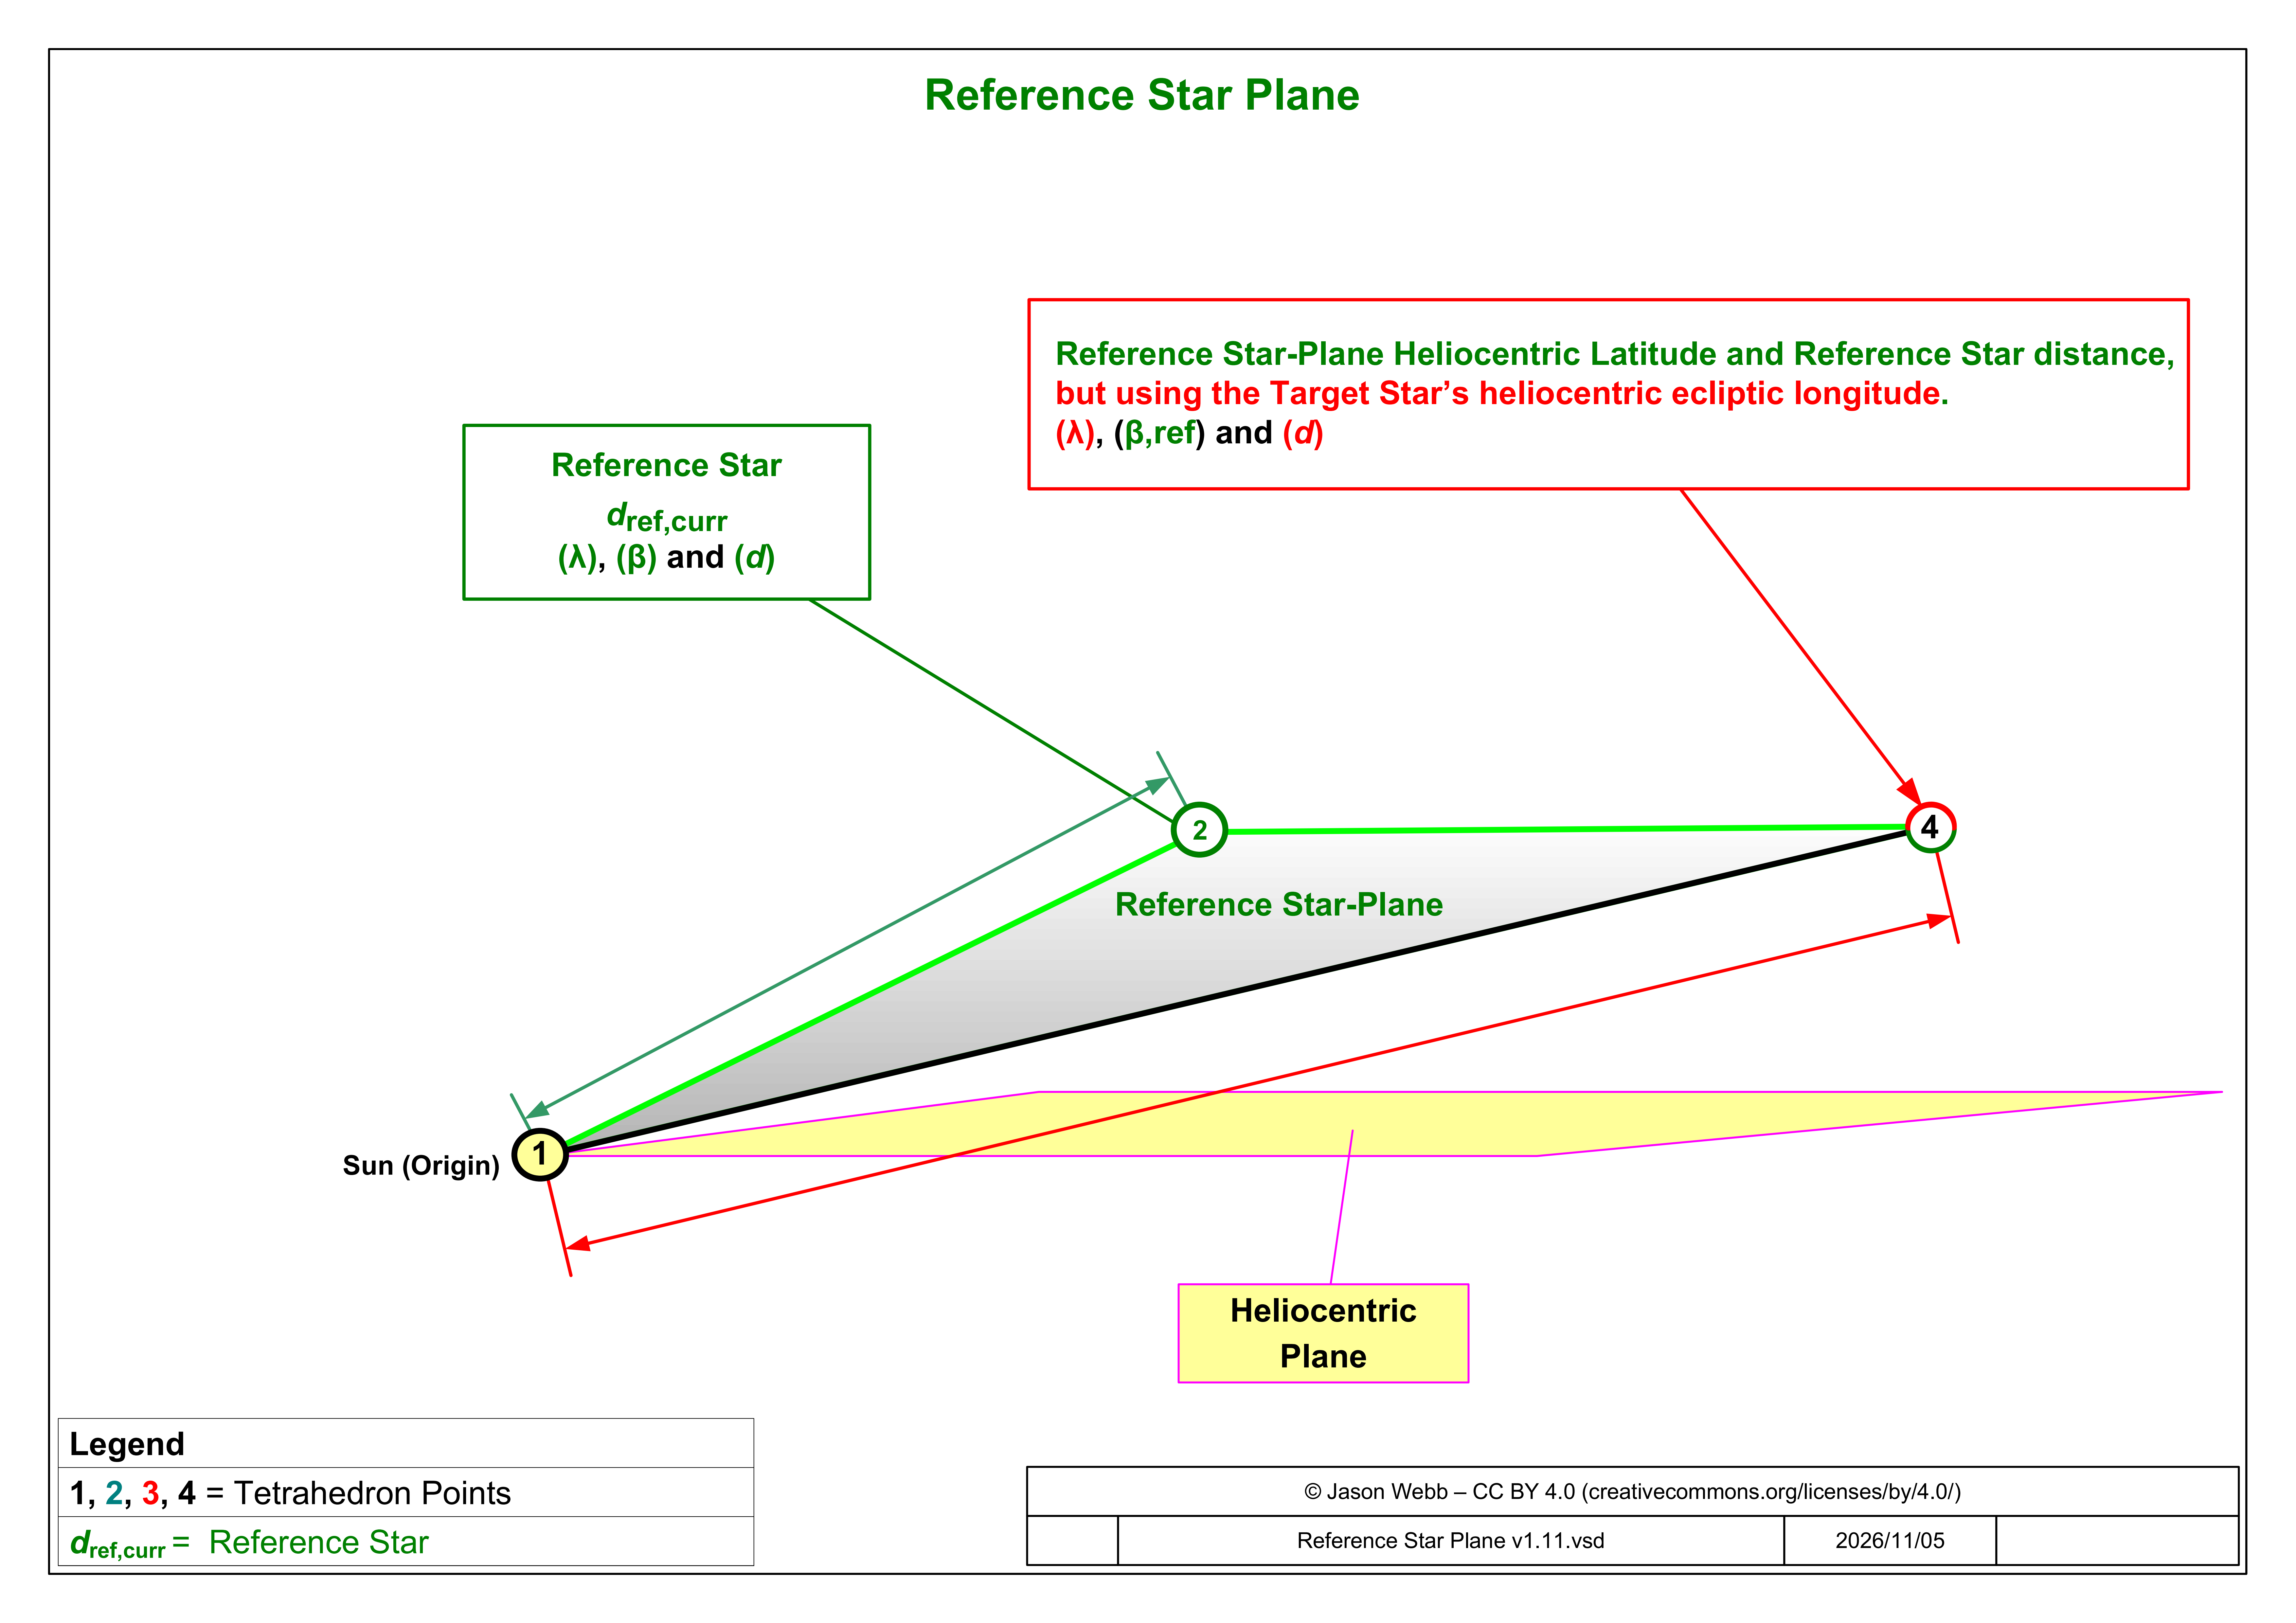 Reference Star Plane
Reference Star-Plane Heliocentric Latitude and Reference Star distance,
but using the Target Star’s heliocentric ecliptic longitude.
(λ), (β,ref) and (d)
Reference Star
dref,curr
(λ), (β) and (d)
2
4
Reference Star-Plane
1
Sun (Origin)
Heliocentric
Plane
Legend
1, 2, 3, 4 = Tetrahedron Points
dref,curr = Reference Star
© Jason Webb – CC BY 4.0 (creativecommons.org/licenses/by/4.0/)
Reference Star Plane v1.11.vsd
2026/11/05